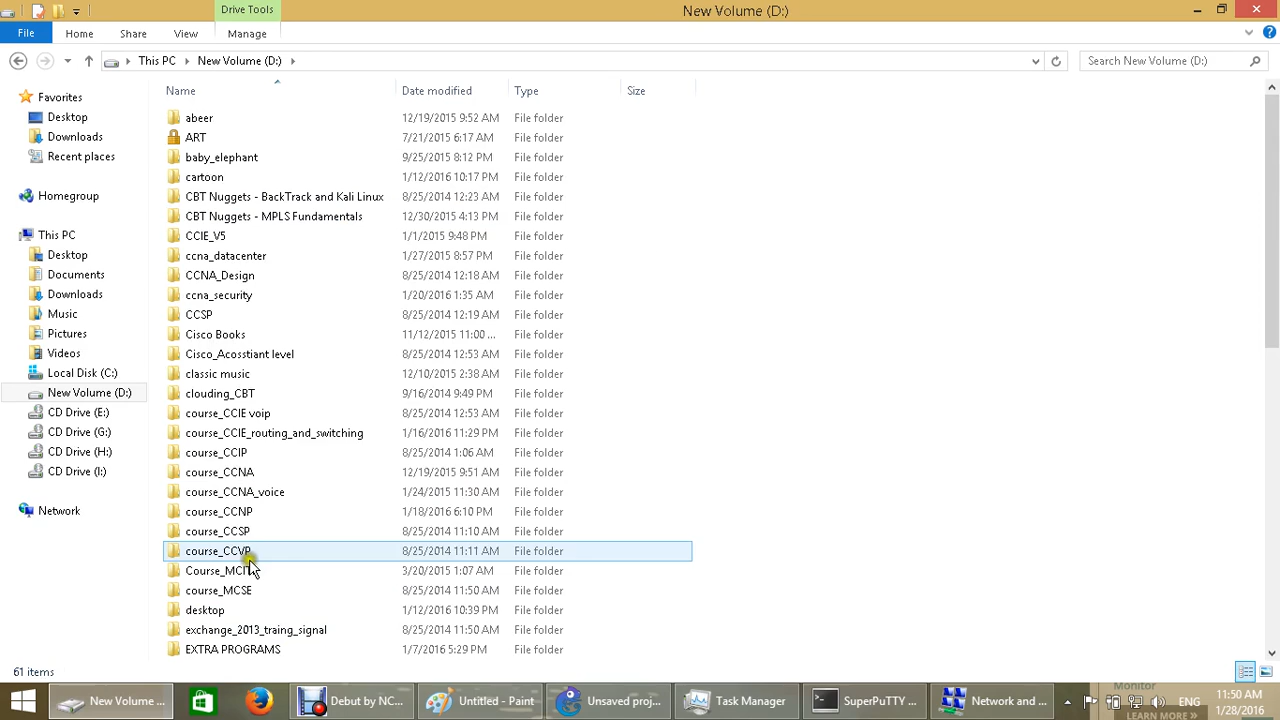 Drive Tools
New Volume (D:)
File Home Share View Manage
This PC New Volume (D:)
Search New Volume (D:)
Name Date modified Type Size
Favorites
Desktop
Downloads
Recent places
Homegroup
This PC
Desktop
Documents
Downloads
Music
Pictures
Videos
Local Disk (C:)
New Volume (D:)
CD Drive (E:)
CD Drive (G:)
CD Drive (H:)
CD Drive (I:)
Network
abeer 12/19/2015 9:52 AM File folder
ART 7/21/2015 6:17 AM File folder
baby_elephant 9/25/2015 8:12 PM File folder
cartoon 1/12/2016 10:17 PM File folder
CBT Nuggets - BackTrack and Kali Linux 8/25/2014 12:23 AM File folder
CBT Nuggets - MPLS Fundamentals 12/30/2015 4:13 PM File folder
CCIE_V5 1/1/2015 9:48 PM File folder
ccna_datacenter 1/27/2015 8:57 PM File folder
CCNA_Design 8/25/2014 12:18 AM File folder
ccna_security 1/20/2016 1:35 AM File folder
CCSP 8/25/2014 12:19 AM File folder
Cisco Books 11/12/2015 11:00 ... File folder
Cisco_Acosstiant level 8/25/2014 12:53 AM File folder
classic music 12/10/2015 2:38 AM File folder
clouding_CBT 9/16/2014 9:49 PM File folder
course_CCIE voip 8/25/2014 12:53 AM File folder
course_CCIE_routing_and_switching 1/16/2016 11:29 PM File folder
course_CCIP 8/25/2014 1:06 AM File folder
course_CCNA 12/19/2015 9:51 AM File folder
course_CCNA_voice 1/24/2015 11:30 AM File folder
course_CCNP 1/18/2016 6:10 PM File folder
course_CCSP 8/25/2014 11:10 AM File folder
course_CCVP 8/25/2014 11:11 AM File folder
3/20/2015 1:07 AM File folder
course_MCSE 8/25/2014 11:50 AM File folder
desktop 1/12/2016 10:39 PM File folder
exchange_2013_traing_signal 8/25/2014 11:50 AM File folder
EXTRA PROGRAMS 1/7/2016 5:29 PM File folder
61 items
New Volume ... Debut by NC... Untitled - Paint Unsaved proj... Task Manager SuperPuTTY ... Network and ... ENG
Monitor
LEARN MORE »
11:50 AM
1/28/2016